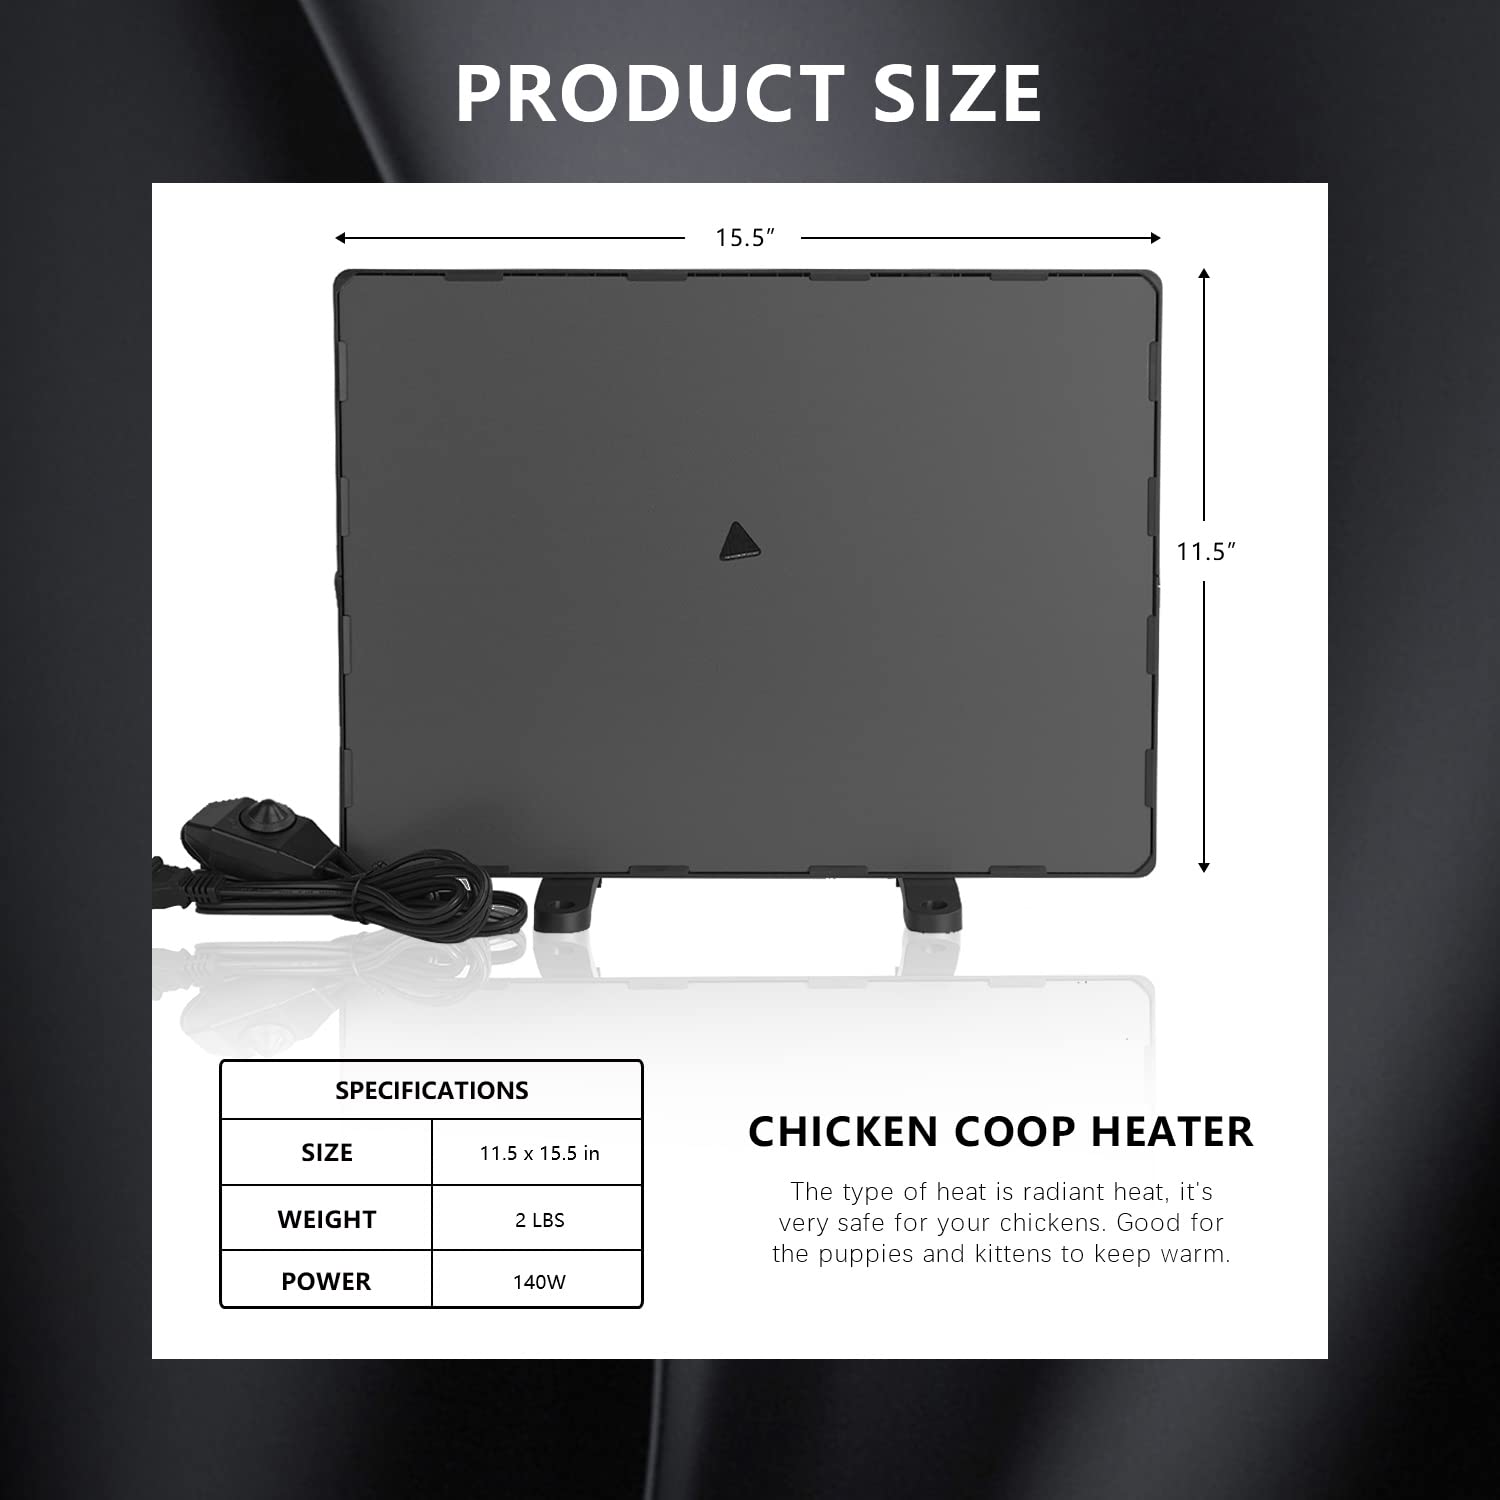 PRODUCT SIZE
15.5”
11.5”
SPECIFICATIONS
SIZE 11.5 x 15.5 in
WEIGHT 2 LBS
POWER 140W
CHICKEN COOP HEATER
The type of heat is radiant heat, it's
very safe for your chickens. Good for
the puppies and kittens to keep warm.